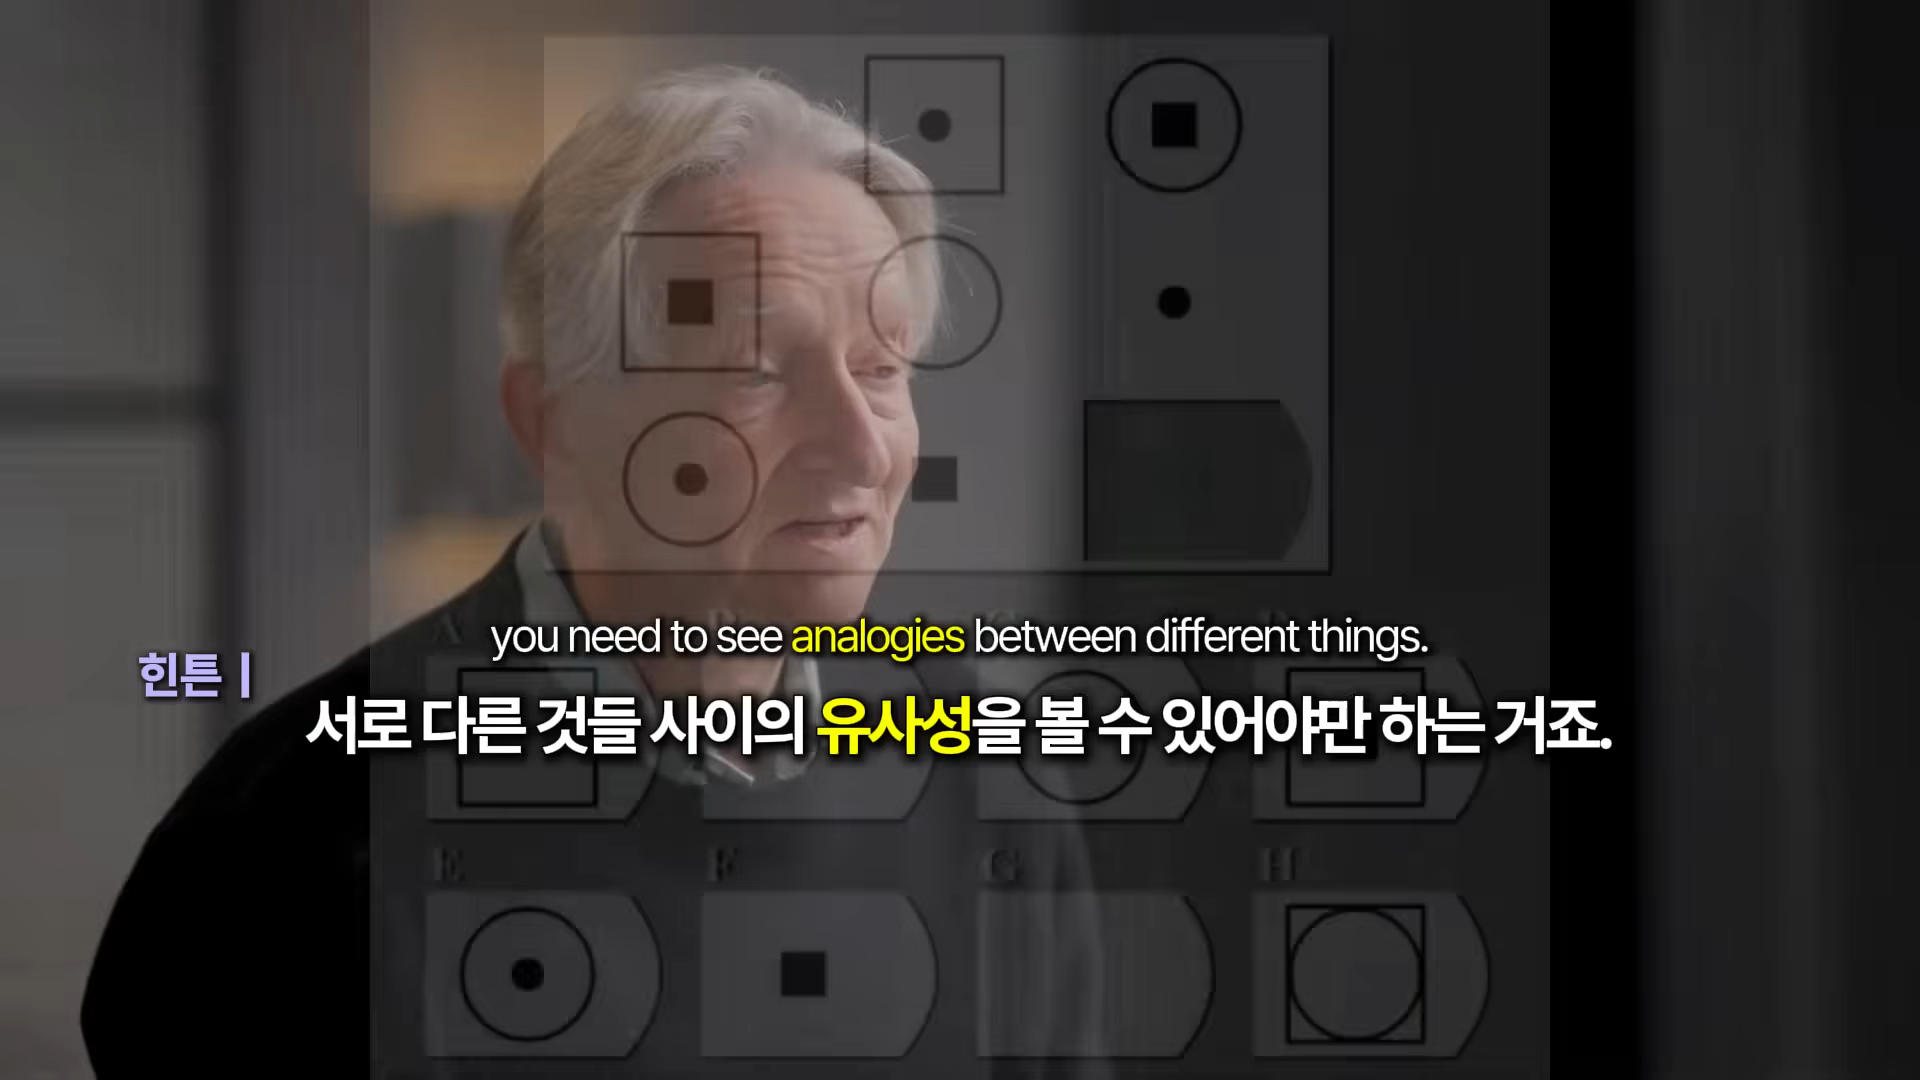 A
you need to see analogies between different things.
힌튼 |
서로 다른 것들 사이의 유사성을 볼 수 있어야만 하는 거죠.
E F G H